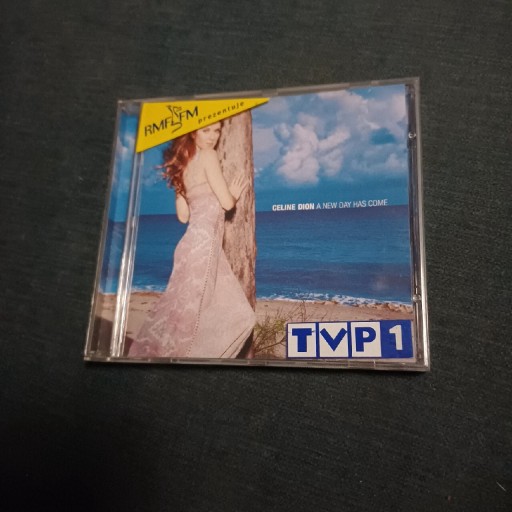 RMF FM
prezentuje
CELINE DION A NEW DAY HAS COME
TVP1